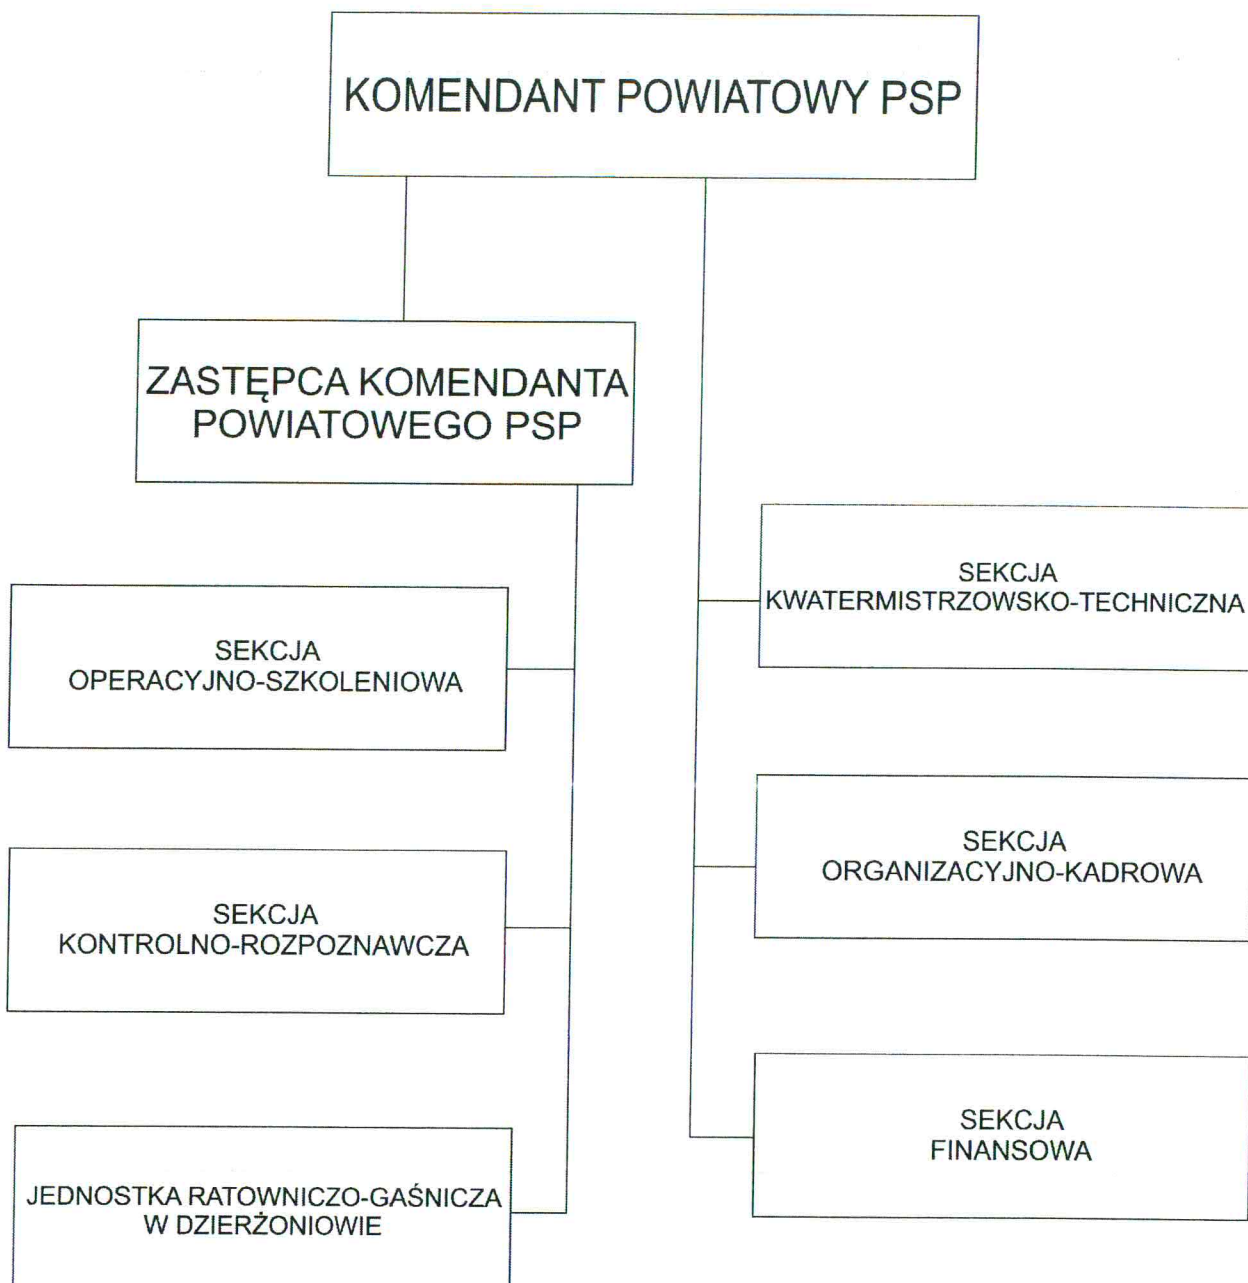 KOMENDANT POWIATOWY PSP
ZASTĘPCA KOMENDANTA
POWIATOWEGO PSP
SEKCJA
OPERACYJNO-SZKOLENIOWA
SEKCJA
KONTROLNO-ROZPOZNAWCZA
JEDNOSTKA RATOWNICZO-GAŚNICZA
W DZIERŻONIOWIE
SEKCJA
KWATERMISTRZOWSKO-TECHNICZNA
SEKCJA
ORGANIZACYJNO-KADROWA
SEKCJA
FINANSOWA